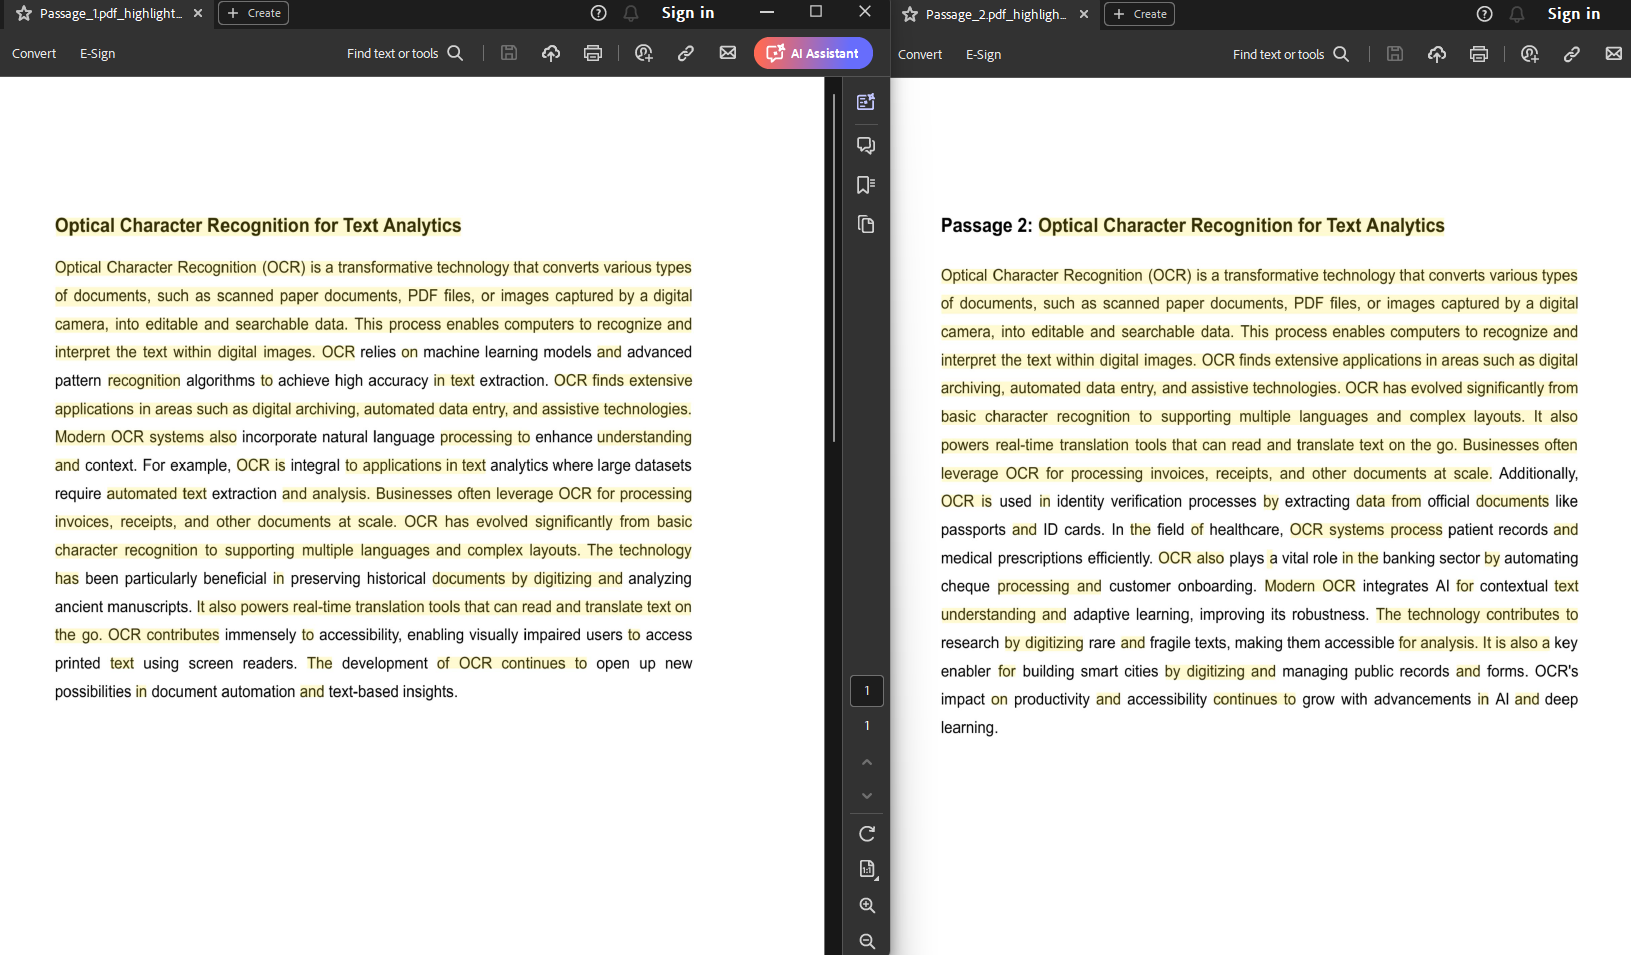 Passage_1.pdf_highlight...
Create
Sign in
Convert
E-Sign
Find text or tools
AI Assistant
Optical Character Recognition for Text Analytics
Optical Character Recognition (OCR) is a transformative technology that converts various types
of documents, such as scanned paper documents, PDF files, or images captured by a digital
camera, into editable and searchable data. This process enables computers to recognize and
interpret the text within digital images. OCR relies on machine learning models and advanced
pattern recognition algorithms to achieve high accuracy in text extraction. OCR finds extensive
applications in areas such as digital archiving, automated data entry, and assistive technologies.
Modern OCR systems also incorporate natural language processing to enhance understanding
and context. For example, OCR is integral to applications in text analytics where large datasets
require automated text extraction and analysis. Businesses often leverage OCR for processing
invoices, receipts, and other documents at scale. OCR has evolved significantly from basic
character recognition to supporting multiple languages and complex layouts. The technology
has been particularly beneficial in preserving historical documents by digitizing and analyzing
ancient manuscripts. It also powers real-time translation tools that can read and translate text on
the go. OCR contributes immensely to accessibility, enabling visually impaired users to access
printed text using screen readers. The development of OCR continues to open up new
possibilities in document automation and text-based insights.
1
1
1:1
Passage_2.pdf_highligh...
Create
Sign in
Convert
E-Sign
Find text or tools
Passage 2: Optical Character Recognition for Text Analytics
Optical Character Recognition (OCR) is a transformative technology that converts various types
of documents, such as scanned paper documents, PDF files, or images captured by a digital
camera, into editable and searchable data. This process enables computers to recognize and
interpret the text within digital images. OCR finds extensive applications in areas such as digital
archiving, automated data entry, and assistive technologies. OCR has evolved significantly from
basic character recognition to supporting multiple languages and complex layouts. It also
powers real-time translation tools that can read and translate text on the go. Businesses often
leverage OCR for processing invoices, receipts, and other documents at scale. Additionally,
OCR is used in identity verification processes by extracting data from official documents like
passports and ID cards. In the field of healthcare, OCR systems process patient records and
medical prescriptions efficiently. OCR also plays a vital role in the banking sector by automating
cheque processing and customer onboarding. Modern OCR integrates AI for contextual text
understanding and adaptive learning, improving its robustness. The technology contributes to
research by digitizing rare and fragile texts, making them accessible for analysis. It is also a key
enabler for building smart cities by digitizing and managing public records and forms. OCR's
impact on productivity and accessibility continues to grow with advancements in AI and deep
learning.